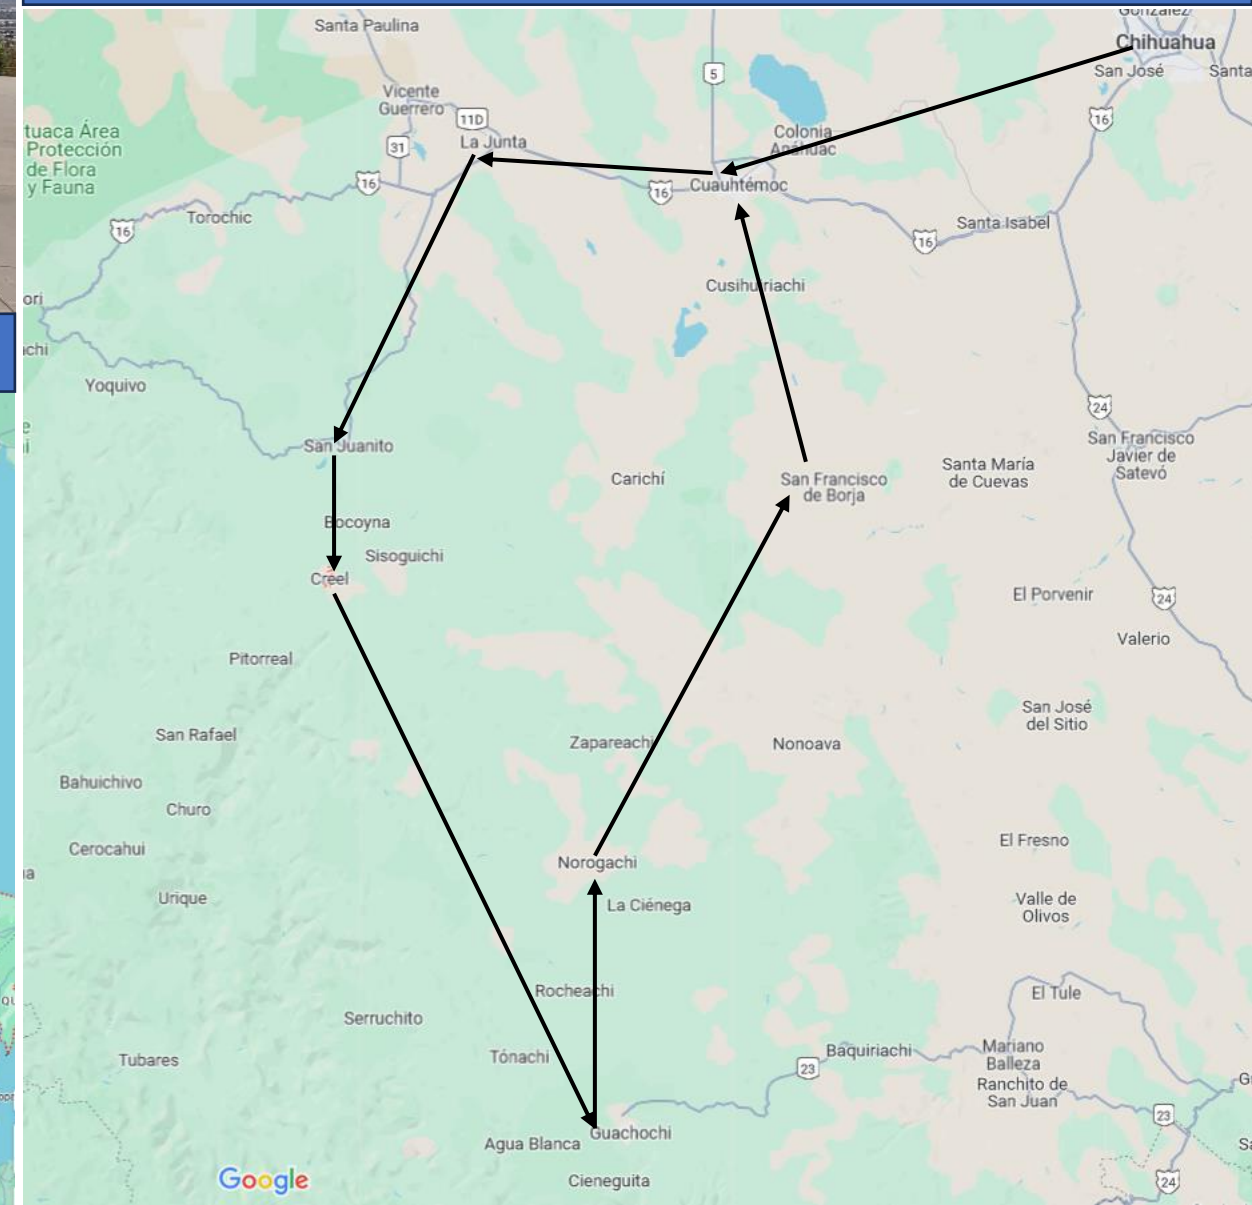 Santa Paulina
González
Chihuahua
San José
Santa
5
Vicente
Guerrero
11D
La Junta
31
16
Colonia
Anáhuac
16
tuaca Área
Protección
de Flora
y Fauna
16
16
Cuauhtémoc
Torochic
16
Santa Isabel
16
Cusihuiriachi
ori
achi
Yoquivo
24
San Juanito
San Francisco
Javier de
Satevó
Carichí
San Francisco
de Borja
Santa María
de Cuevas
Bocoyna
Sisoguichi
Creel
El Porvenir
24
Valerio
Pitorreal
San José
del Sitio
San Rafael
Zapareachi
Nonoava
Bahuichivo
Churo
El Fresno
Cerocahui
Norogachi
Urique
La Ciénega
Valle de
Olivos
Rocheachi
El Tule
Serruchito
Tubares
Tónachi
Baquiriachi
23
Mariano
Balleza
Ranchito de
San Juan
23
Agua Blanca
Guachochi
Google
Cieneguita
24